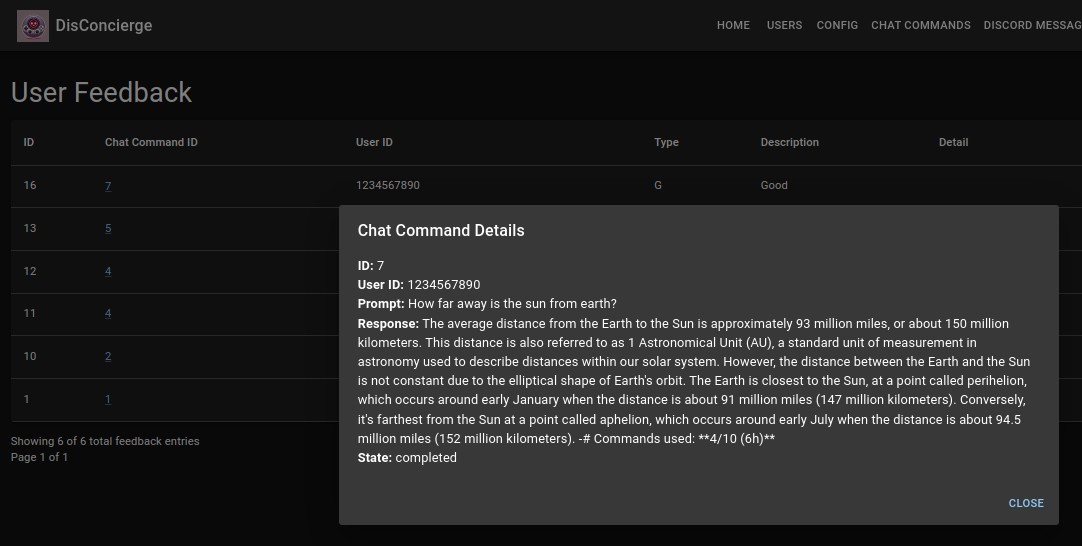 DisConcierge HOME USERS CONFIG CHAT COMMANDS DISCORD MESSAG
User Feedback
ID Chat Command ID User ID Type Description Detail
16 7 1234567890 G Good
13 5
12 4
11 4
10 2
1 1
Showing 6 of 6 total feedback entries
Page 1 of 1
Chat Command Details
ID: 7
User ID: 1234567890
Prompt: How far away is the sun from earth?
Response: The average distance from the Earth to the Sun is approximately 93 million miles, or about 150 million
kilometers. This distance is also referred to as 1 Astronomical Unit (AU), a standard unit of measurement in
astronomy used to describe distances within our solar system. However, the distance between the Earth and the Sun
is not constant due to the elliptical shape of Earth's orbit. The Earth is closest to the Sun, at a point called perihelion,
which occurs around early January when the distance is about 91 million miles (147 million kilometers). Conversely,
it's farthest from the Sun at a point called aphelion, which occurs around early July when the distance is about 94.5
million miles (152 million kilometers). -# Commands used: **4/10 (6h)**
State: completed
CLOSE